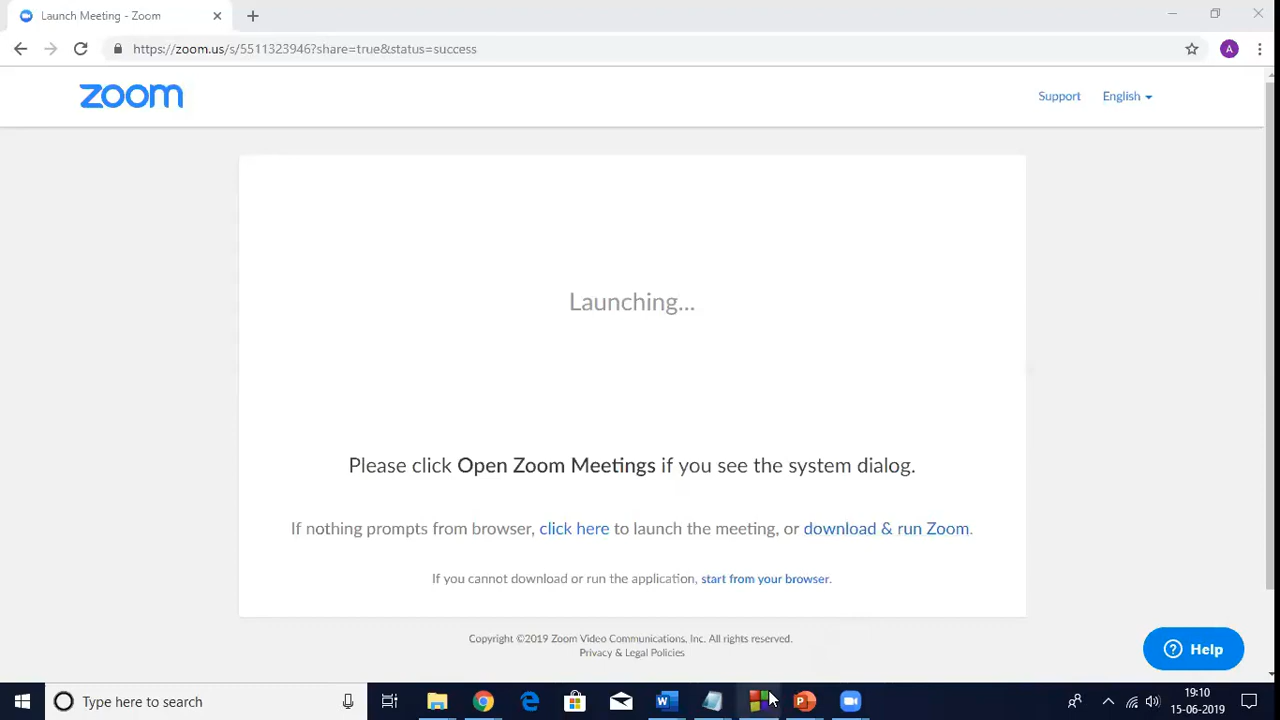 Launch Meeting - Zoom
https://zoom.us/s/5511323946?share=true&status=success
A
zoom
Support
English
Launching...
Please click Open Zoom Meetings if you see the system dialog.
If nothing prompts from browser, click here to launch the meeting, or download & run Zoom.
If you cannot download or run the application, start from your browser.
Copyright ©2019 Zoom Video Communications, Inc. All rights reserved.
Privacy & Legal Policies
Help
Type here to search
19:10
15-06-2019